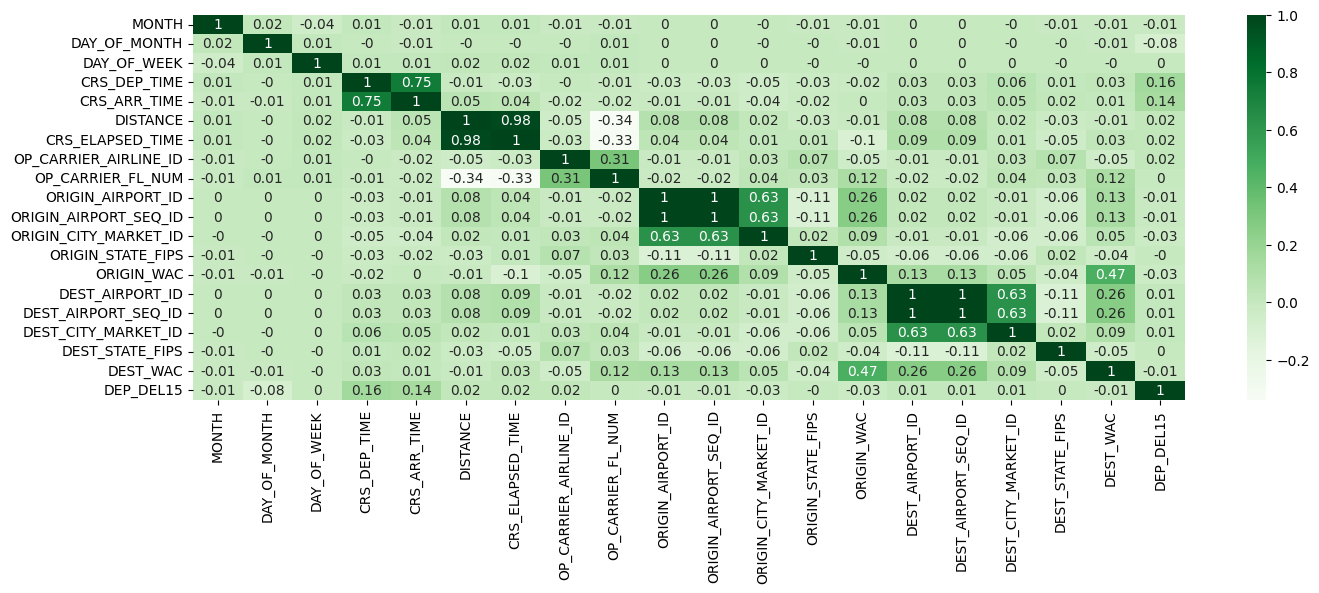 MONTH 1 0.02 -0.04 0.01 -0.01 0.01 0.01 -0.01 -0.01 0 0 -0 -0.01 -0.01 0 0 -0 -0.01 -0.01 -0.01
DAY_OF_MONTH 0.02 1 0.01 -0 -0.01 -0 -0 -0 0.01 0 0 -0 -0 -0.01 0 0 -0 -0 -0.01 -0.08
DAY_OF_WEEK -0.04 0.01 1 0.01 0.01 0.02 0.02 0.01 0.01 0 0 0 -0 -0 0 0 0 -0 -0 0
CRS_DEP_TIME 0.01 -0 0.01 1 0.75 -0.01 -0.03 -0 -0.01 -0.03 -0.03 -0.05 -0.03 -0.02 0.03 0.03 0.06 0.01 0.03 0.16
CRS_ARR_TIME -0.01 -0.01 0.01 0.75 1 0.05 0.04 -0.02 -0.02 -0.01 -0.01 -0.04 -0.02 0 0.03 0.03 0.05 0.02 0.01 0.14
DISTANCE 0.01 -0 0.02 -0.01 0.05 1 0.98 -0.05 -0.34 0.08 0.08 0.02 -0.03 -0.01 0.08 0.08 0.02 -0.03 -0.01 0.02
CRS_ELAPSED_TIME 0.01 -0 0.02 -0.03 0.04 0.98 1 -0.03 -0.33 0.04 0.04 0.01 0.01 -0.1 0.09 0.09 0.01 -0.05 0.03 0.02
OP_CARRIER_AIRLINE_ID -0.01 -0 0.01 -0 -0.02 -0.05 -0.03 1 0.31 -0.01 -0.01 0.03 0.07 -0.05 -0.01 -0.01 0.03 0.07 -0.05 0.02
OP_CARRIER_FL_NUM -0.01 0.01 0.01 -0.01 -0.02 -0.34 -0.33 0.31 1 -0.02 -0.02 0.04 0.03 0.12 -0.02 -0.02 0.04 0.03 0.12 0
ORIGIN_AIRPORT_ID 0 0 0 -0.03 -0.01 0.08 0.04 -0.01 -0.02 1 1 0.63 -0.11 0.26 0.02 0.02 -0.01 -0.06 0.13 -0.01
ORIGIN_AIRPORT_SEQ_ID 0 0 0 -0.03 -0.01 0.08 0.04 -0.01 -0.02 1 1 0.63 -0.11 0.26 0.02 0.02 -0.01 -0.06 0.13 -0.01
ORIGIN_CITY_MARKET_ID -0 -0 0 -0.05 -0.04 0.02 0.01 0.03 0.04 0.63 0.63 1 0.02 0.09 -0.01 -0.01 -0.06 -0.06 0.05 -0.03
ORIGIN_STATE_FIPS -0.01 -0 -0 -0.03 -0.02 -0.03 0.01 0.07 0.03 -0.11 -0.11 0.02 1 -0.05 -0.06 -0.06 -0.06 0.02 -0.04 -0
ORIGIN_WAC -0.01 -0.01 -0 -0.02 0 -0.01 -0.1 -0.05 0.12 0.26 0.26 0.09 -0.05 1 0.13 0.13 0.05 -0.04 0.47 -0.03
DEST_AIRPORT_ID 0 0 0 0.03 0.03 0.08 0.09 -0.01 -0.02 0.02 0.02 -0.01 -0.06 0.13 1 1 0.63 -0.11 0.26 0.01
DEST_AIRPORT_SEQ_ID 0 0 0 0.03 0.03 0.08 0.09 -0.01 -0.02 0.02 0.02 -0.01 -0.06 0.13 1 1 0.63 -0.11 0.26 0.01
DEST_CITY_MARKET_ID -0 -0 0 0.06 0.05 0.02 0.01 0.03 0.04 -0.01 -0.01 -0.06 -0.06 0.05 0.63 0.63 1 0.02 0.09 0.01
DEST_STATE_FIPS -0.01 -0 -0 0.01 0.02 -0.03 -0.05 0.07 0.03 -0.06 -0.06 -0.06 0.02 -0.04 -0.11 -0.11 0.02 1 -0.05 0
DEST_WAC -0.01 -0.01 -0 0.03 0.01 -0.01 0.03 -0.05 0.12 0.13 0.13 0.05 -0.04 0.47 0.26 0.26 0.09 -0.05 1 -0.01
DEP_DEL15 -0.01 -0.08 0 0.16 0.14 0.02 0.02 0.02 0 -0.01 -0.01 -0.03 -0 -0.03 0.01 0.01 0.01 0 -0.01 1
MONTH
DAY_OF_MONTH
DAY_OF_WEEK
CRS_DEP_TIME
CRS_ARR_TIME
DISTANCE
CRS_ELAPSED_TIME
OP_CARRIER_AIRLINE_ID
OP_CARRIER_FL_NUM
ORIGIN_AIRPORT_ID
ORIGIN_AIRPORT_SEQ_ID
ORIGIN_CITY_MARKET_ID
ORIGIN_STATE_FIPS
ORIGIN_WAC
DEST_AIRPORT_ID
DEST_AIRPORT_SEQ_ID
DEST_CITY_MARKET_ID
DEST_STATE_FIPS
DEST_WAC
DEP_DEL15
1.0
0.8
0.6
0.4
0.2
0.0
−0.2